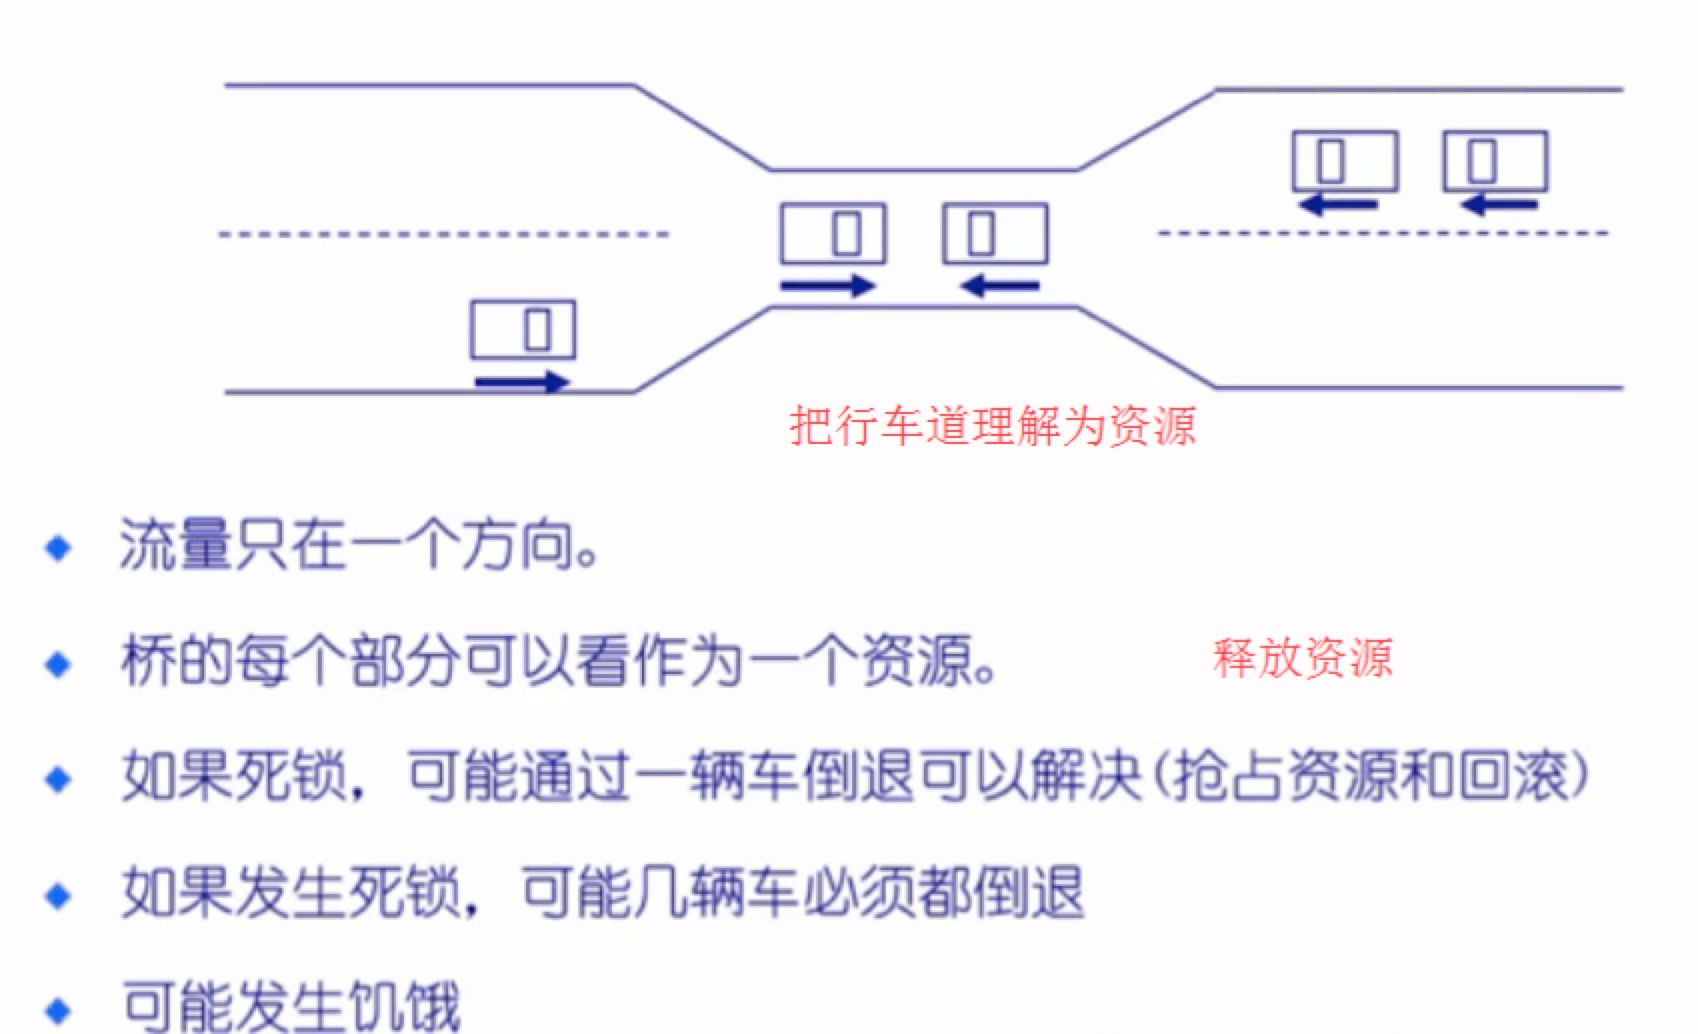 把行车道理解为资源
流量只在一个方向。
桥的每个部分可以看作为一个资源。
释放资源
如果死锁，可能通过一辆车倒退可以解决(抢占资源和回滚)
如果发生死锁，可能几辆车必须都倒退
可能发生饥饿